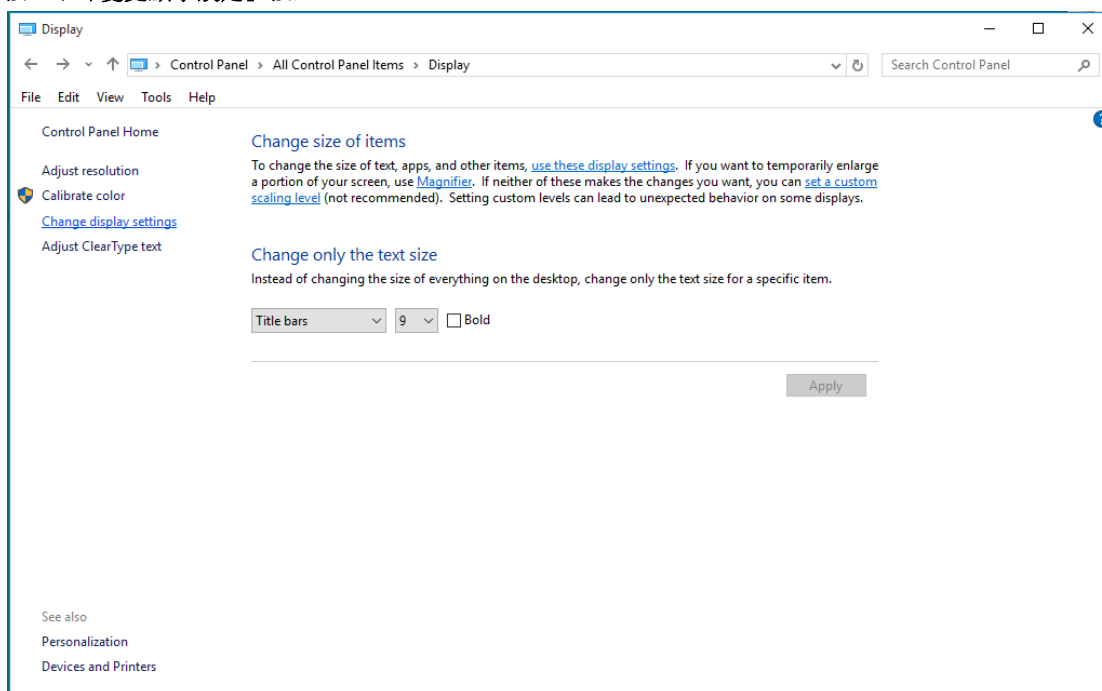 Display
Control Panel > All Control Panel Items > Display
Search Control Panel
File Edit View Tools Help
Control Panel Home
Adjust resolution
Calibrate color
Change display settings
Adjust ClearType text
Change size of items
To change the size of text, apps, and other items, use these display settings. If you want to temporarily enlarge
a portion of your screen, use Magnifier. If neither of these makes the changes you want, you can set a custom
scaling level (not recommended). Setting custom levels can lead to unexpected behavior on some displays.
Change only the text size
Instead of changing the size of everything on the desktop, change only the text size for a specific item.
Title bars 9 Bold
Apply
See also
Personalization
Devices and Printers